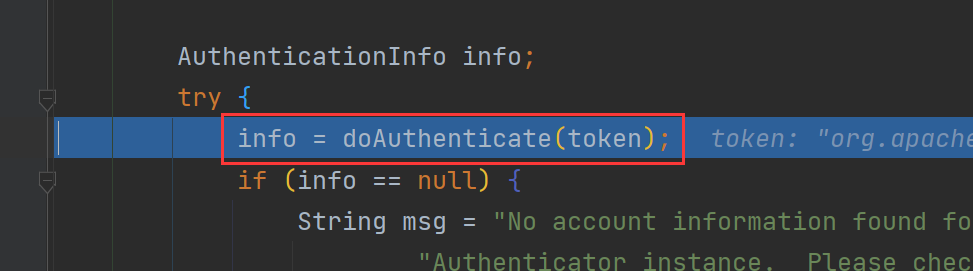 AuthenticationInfo info;
try {
info = doAuthenticate(token); token: "org.apache
if (info == null) {
String msg = "No account information found fo
"Authenticator instance. Please chec